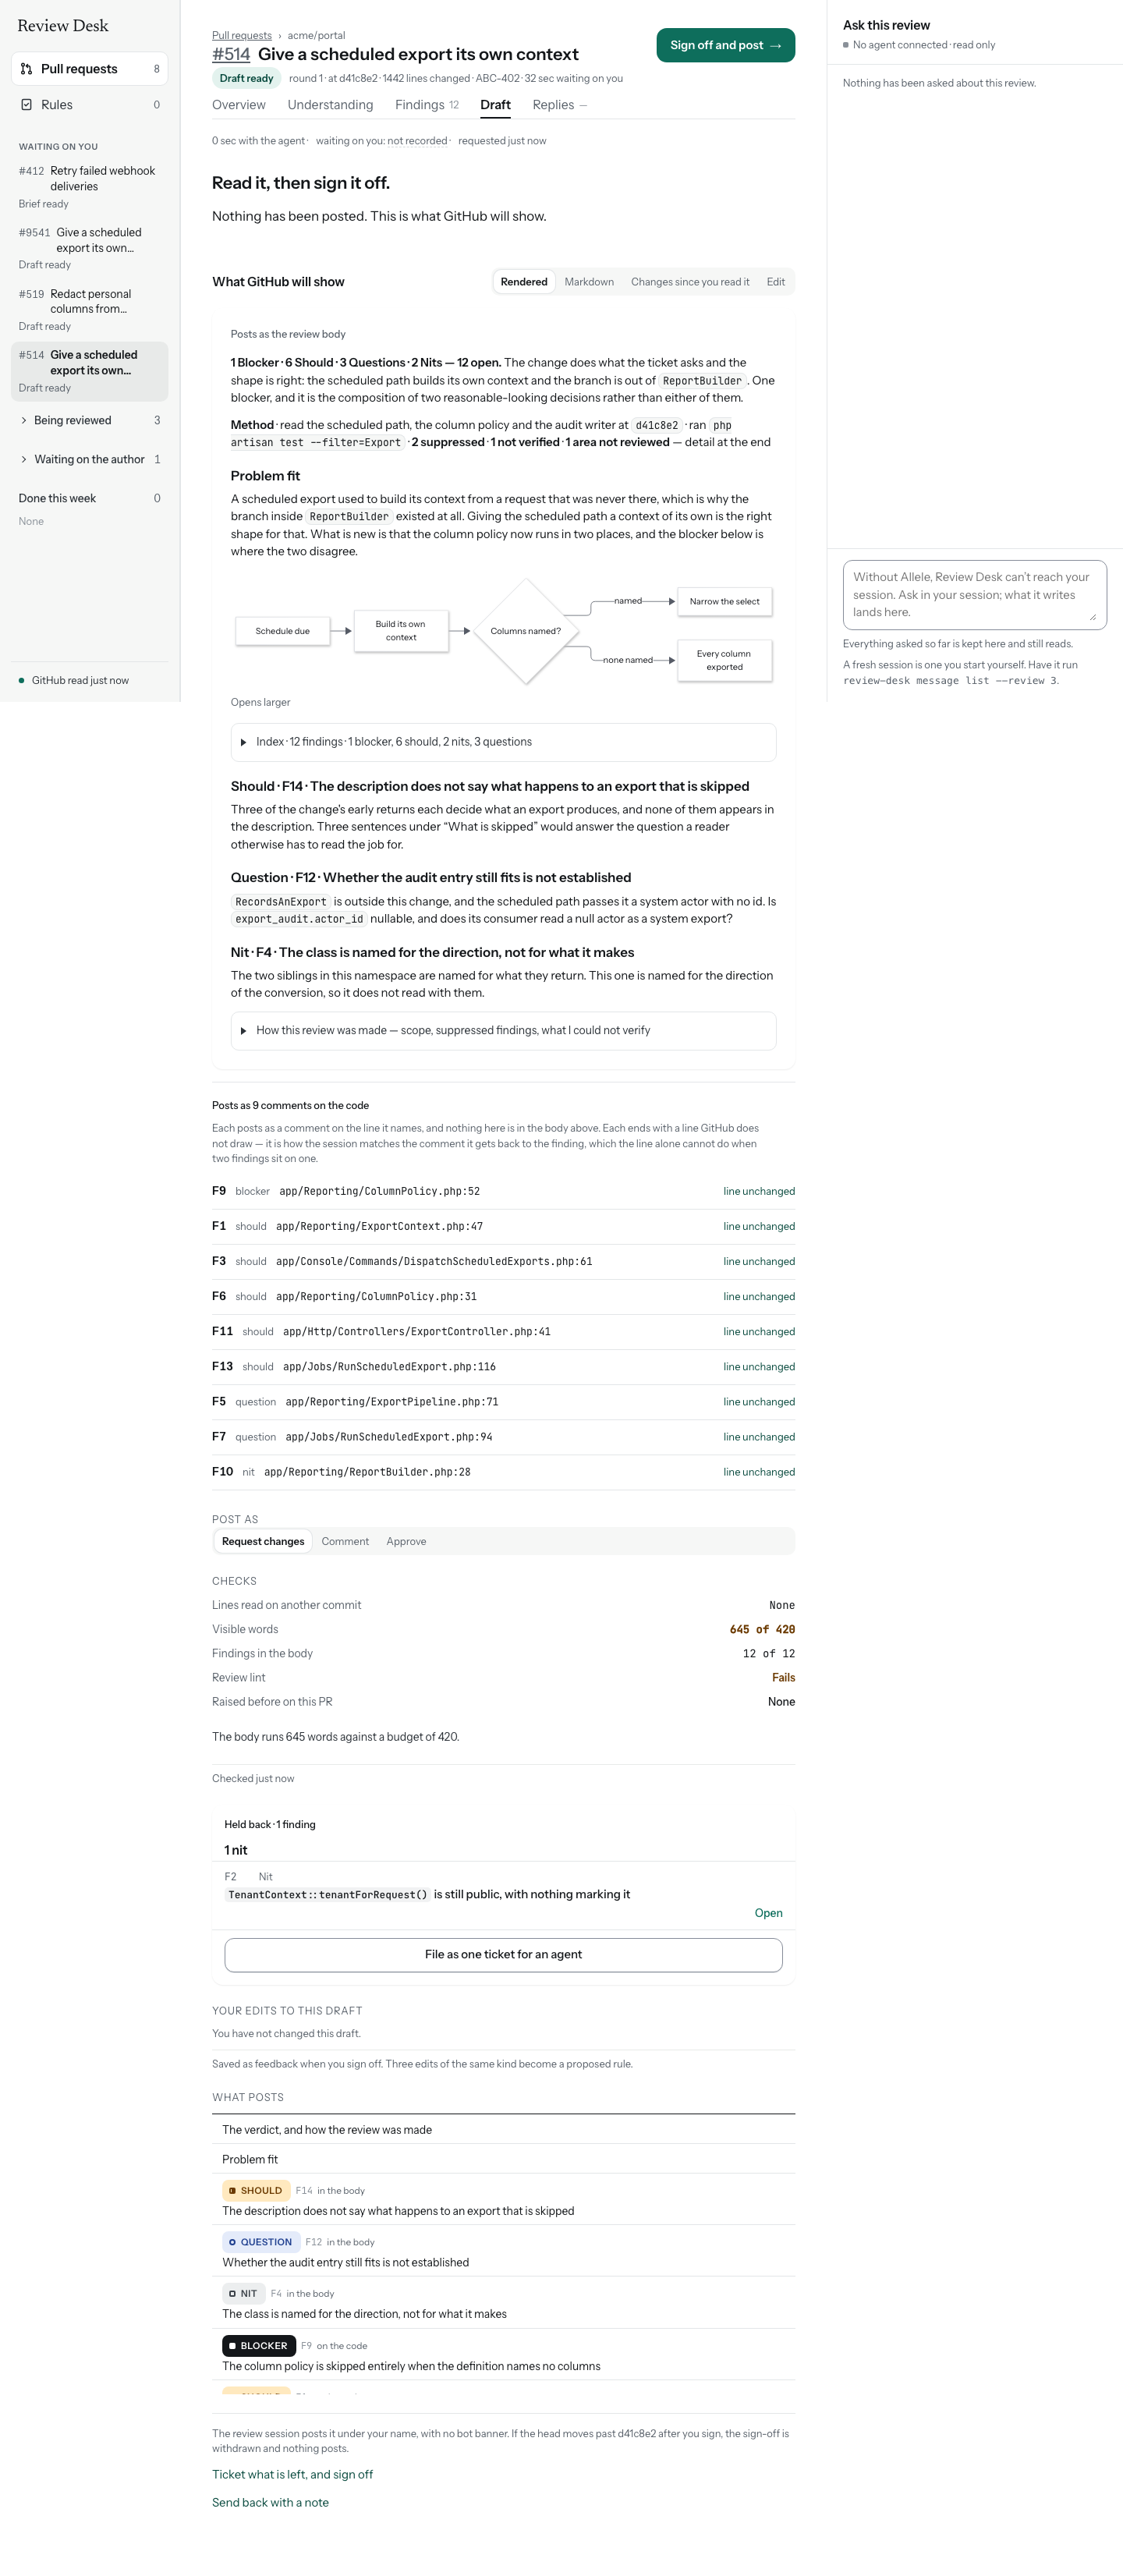 Review Desk
Pull requests 8
Rules 0
WAITING ON YOU
#412 Retry failed webhook
deliveries
Brief ready
#9541 Give a scheduled
export its own...
Draft ready
#519 Redact personal
columns from...
Draft ready
#514 Give a scheduled
export its own...
Draft ready
Being reviewed 3
Waiting on the author 1
Done this week 0
None
GitHub read just now
Pull requests › acme/portal
#514 Give a scheduled export its own context
Sign off and post →
Draft ready round 1 · at d41c8e2 · 1442 lines changed · ABC-402 · 32 sec waiting on you
Overview Understanding Findings 12 Draft Replies —
0 sec with the agent · waiting on you: not recorded · requested just now
Read it, then sign it off.
Nothing has been posted. This is what GitHub will show.
What GitHub will show
Rendered Markdown Changes since you read it Edit
Posts as the review body
1 Blocker · 6 Should · 3 Questions · 2 Nits — 12 open. The change does what the ticket asks and the
shape is right: the scheduled path builds its own context and the branch is out of ReportBuilder. One
blocker, and it is the composition of two reasonable-looking decisions rather than either of them.
Method · read the scheduled path, the column policy and the audit writer at d41c8e2 · ran php
artisan test --filter=Export · 2 suppressed · 1 not verified · 1 area not reviewed — detail at the end
Problem fit
A scheduled export used to build its context from a request that was never there, which is why the
branch inside ReportBuilder existed at all. Giving the scheduled path a context of its own is the right
shape for that. What is new is that the column policy now runs in two places, and the blocker below is
where the two disagree.
Schedule due
Build its own
context
Columns named?
named
Narrow the select
none named
Every column
exported
Opens larger
Index · 12 findings · 1 blocker, 6 should, 2 nits, 3 questions
Should · F14 · The description does not say what happens to an export that is skipped
Three of the change's early returns each decide what an export produces, and none of them appears in
the description. Three sentences under “What is skipped” would answer the question a reader
otherwise has to read the job for.
Question · F12 · Whether the audit entry still fits is not established
RecordsAnExport is outside this change, and the scheduled path passes it a system actor with no id. Is
export_audit.actor_id nullable, and does its consumer read a null actor as a system export?
Nit · F4 · The class is named for the direction, not for what it makes
The two siblings in this namespace are named for what they return. This one is named for the direction
of the conversion, so it does not read with them.
How this review was made — scope, suppressed findings, what I could not verify
Posts as 9 comments on the code
Each posts as a comment on the line it names, and nothing here is in the body above. Each ends with a line GitHub does
not draw — it is how the session matches the comment it gets back to the finding, which the line alone cannot do when
two findings sit on one.
F9 blocker app/Reporting/ColumnPolicy.php:52 line unchanged
F1 should app/Reporting/ExportContext.php:47 line unchanged
F3 should app/Console/Commands/DispatchScheduledExports.php:61 line unchanged
F6 should app/Reporting/ColumnPolicy.php:31 line unchanged
F11 should app/Http/Controllers/ExportController.php:41 line unchanged
F13 should app/Jobs/RunScheduledExport.php:116 line unchanged
F5 question app/Reporting/ExportPipeline.php:71 line unchanged
F7 question app/Jobs/RunScheduledExport.php:94 line unchanged
F10 nit app/Reporting/ReportBuilder.php:28 line unchanged
POST AS
Request changes Comment Approve
CHECKS
Lines read on another commit None
Visible words 645 of 420
Findings in the body 12 of 12
Review lint Fails
Raised before on this PR None
The body runs 645 words against a budget of 420.
Checked just now
Held back · 1 finding
1 nit
F2 Nit
TenantContext::tenantForRequest() is still public, with nothing marking it
Open
File as one ticket for an agent
YOUR EDITS TO THIS DRAFT
You have not changed this draft.
Saved as feedback when you sign off. Three edits of the same kind become a proposed rule.
WHAT POSTS
The verdict, and how the review was made
Problem fit
SHOULD F14 in the body
The description does not say what happens to an export that is skipped
QUESTION F12 in the body
Whether the audit entry still fits is not established
NIT F4 in the body
The class is named for the direction, not for what it makes
BLOCKER F9 on the code
The column policy is skipped entirely when the definition names no columns
The review session posts it under your name, with no bot banner. If the head moves past d41c8e2 after you sign, the sign-off is
withdrawn and nothing posts.
Ticket what is left, and sign off
Send back with a note
Ask this review
No agent connected · read only
Nothing has been asked about this review.
Without Allele, Review Desk can't reach your
session. Ask in your session; what it writes
lands here.
Everything asked so far is kept here and still reads.
A fresh session is one you start yourself. Have it run
review-desk message list --review 3.